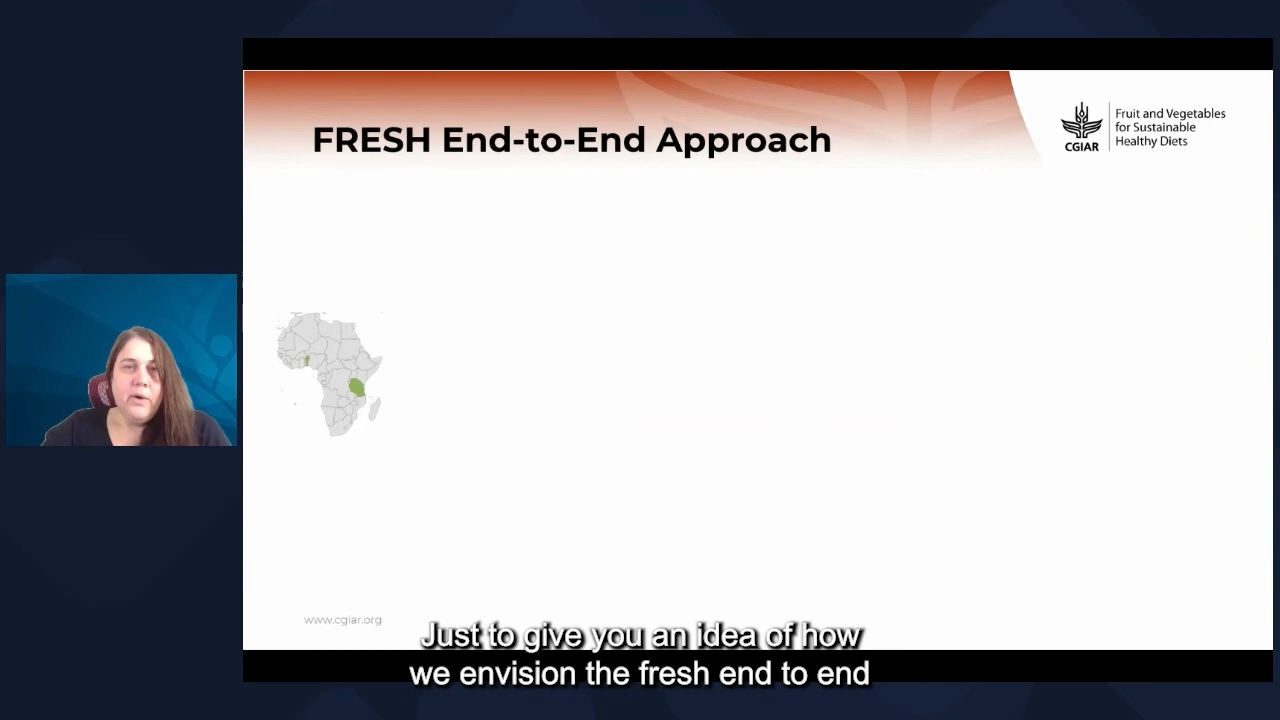 FRESH End-to-End Approach
CGIAR
Fruit and Vegetables
for Sustainable
Healthy Diets
www.cgiar.org
Just to give you an idea of how
we envision the fresh end to end